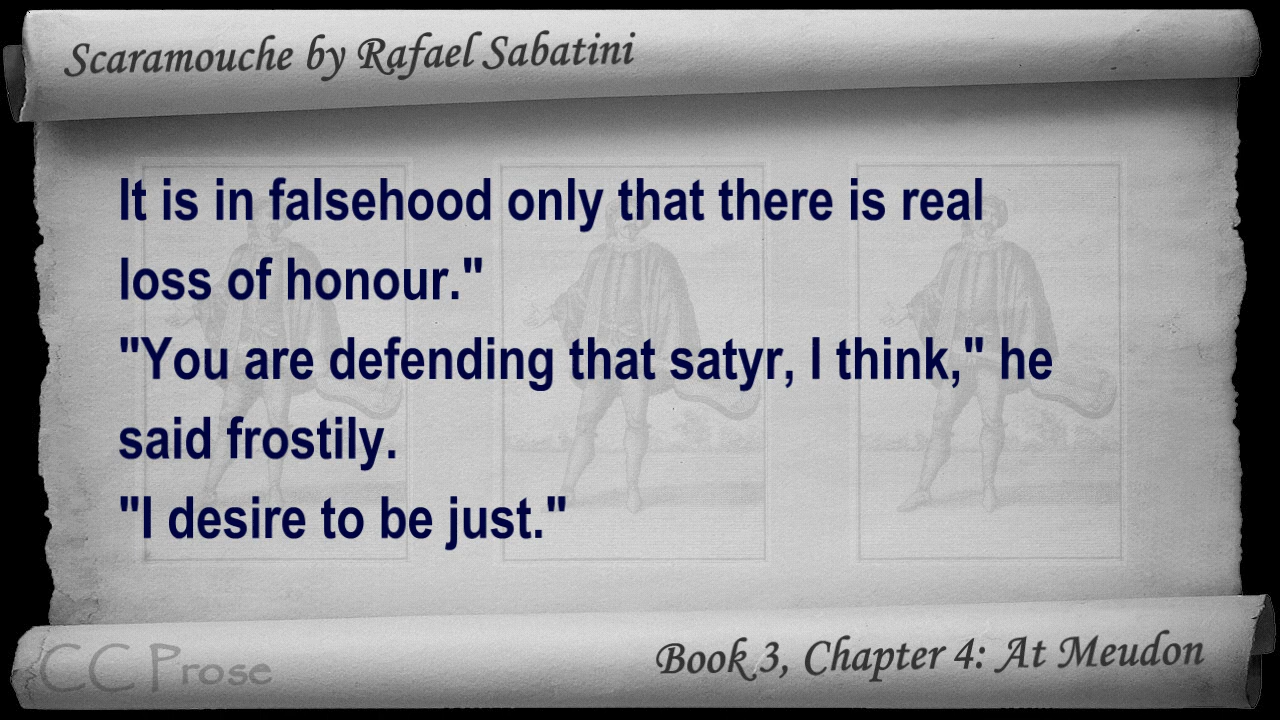 Scaramouche by Rafael Sabatini
It is in falsehood only that there is real
loss of honour."
"You are defending that satyr, I think," he
said frostily.
"I desire to be just."
CC Prose
Book 3, Chapter 4: At Meudon